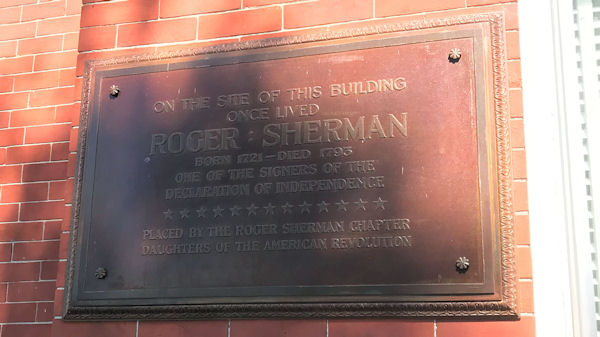 ON THE SITE OF THIS BUILDING
ONCE LIVED
ROGER : SHERMAN
BORN 1721 - DIED 1793
ONE OF THE SIGNERS OF THE
DECLARATION OF INDEPENDENCE
PLACED BY THE ROGER SHERMAN CHAPTER
DAUGHTERS OF THE AMERICAN REVOLUTION